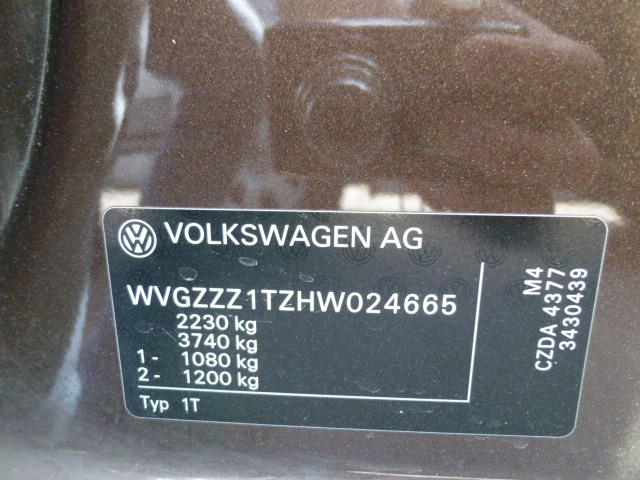 VOLKSWAGEN AG
WVGZZZ1TZHW024665
2230 kg
3740 kg
1- 1080 kg
2- 1200 kg
Typ 1T
M4
CZDA 4377
3430439